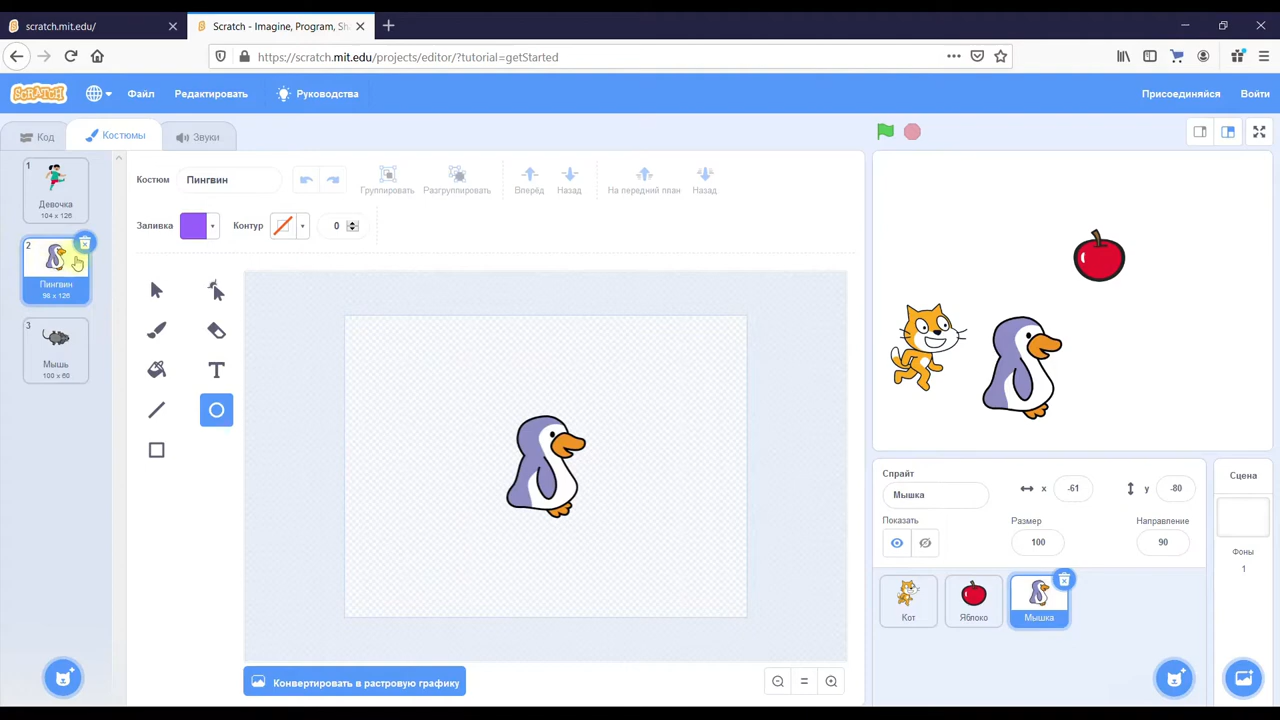 scratch.mit.edu/
Scratch - Imagine, Program, Sh
https://scratch.mit.edu/projects/editor/?tutorial=getStarted
SCRATCH
Файл
Редактировать
Руководства
Присоединяйся
Войти
Код
Костюмы
Звуки
1
Девочка
104 x 126
2
Пингвин
96 x 126
3
Мышь
100 x 60
Костюм
Пингвин
Группировать
Разгруппировать
Вперёд
Назад
На передний план
Назад
Заливка
Контур
0
T
Конвертировать в растровую графику
Спрайт
Мышка
x
-61
y
-80
Показать
Размер
100
Направление
90
Кот
Яблоко
Мышка
Сцена
Фоны
1